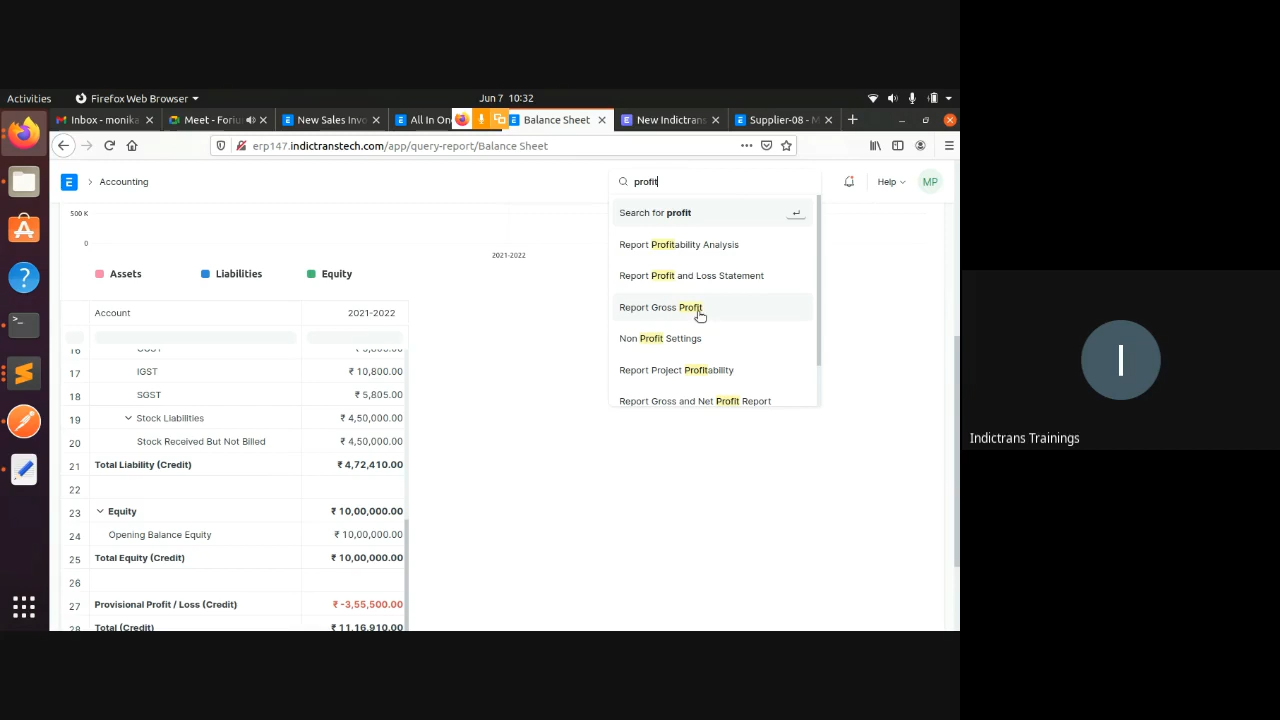 Activities
Firefox Web Browser
Jun 7 10:32
Inbox - monika
Meet - Foriu
New Sales Invo
All In On
Balance Sheet
New Indictrans
Supplier-08 - M
erp147.indictranstech.com/app/query-report/Balance Sheet
Accounting
profit
Help
MP
Search for profit
Report Profitability Analysis
Report Profit and Loss Statement
Report Gross Profit
Non Profit Settings
Report Project Profitability
Report Gross and Net Profit Report
500 K
0
2021-2022
Assets
Liabilities
Equity
Account 2021-2022
16
17 IGST ₹ 10,800.00
18 SGST ₹ 5,805.00
19 Stock Liabilities ₹ 4,50,000.00
20 Stock Received But Not Billed ₹ 4,50,000.00
21 Total Liability (Credit) ₹ 4,72,410.00
22
23 Equity ₹ 10,00,000.00
24 Opening Balance Equity ₹ 10,00,000.00
25 Total Equity (Credit) ₹ 10,00,000.00
26
27 Provisional Profit / Loss (Credit) ₹ -3,55,500.00
28 Total (Credit) ₹ 11,16,910.00
I
Indictrans Trainings